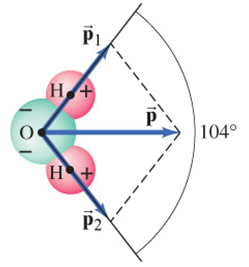 p⃗₁
H +
−
O p⃗ 104°
−
H +
p⃗₂